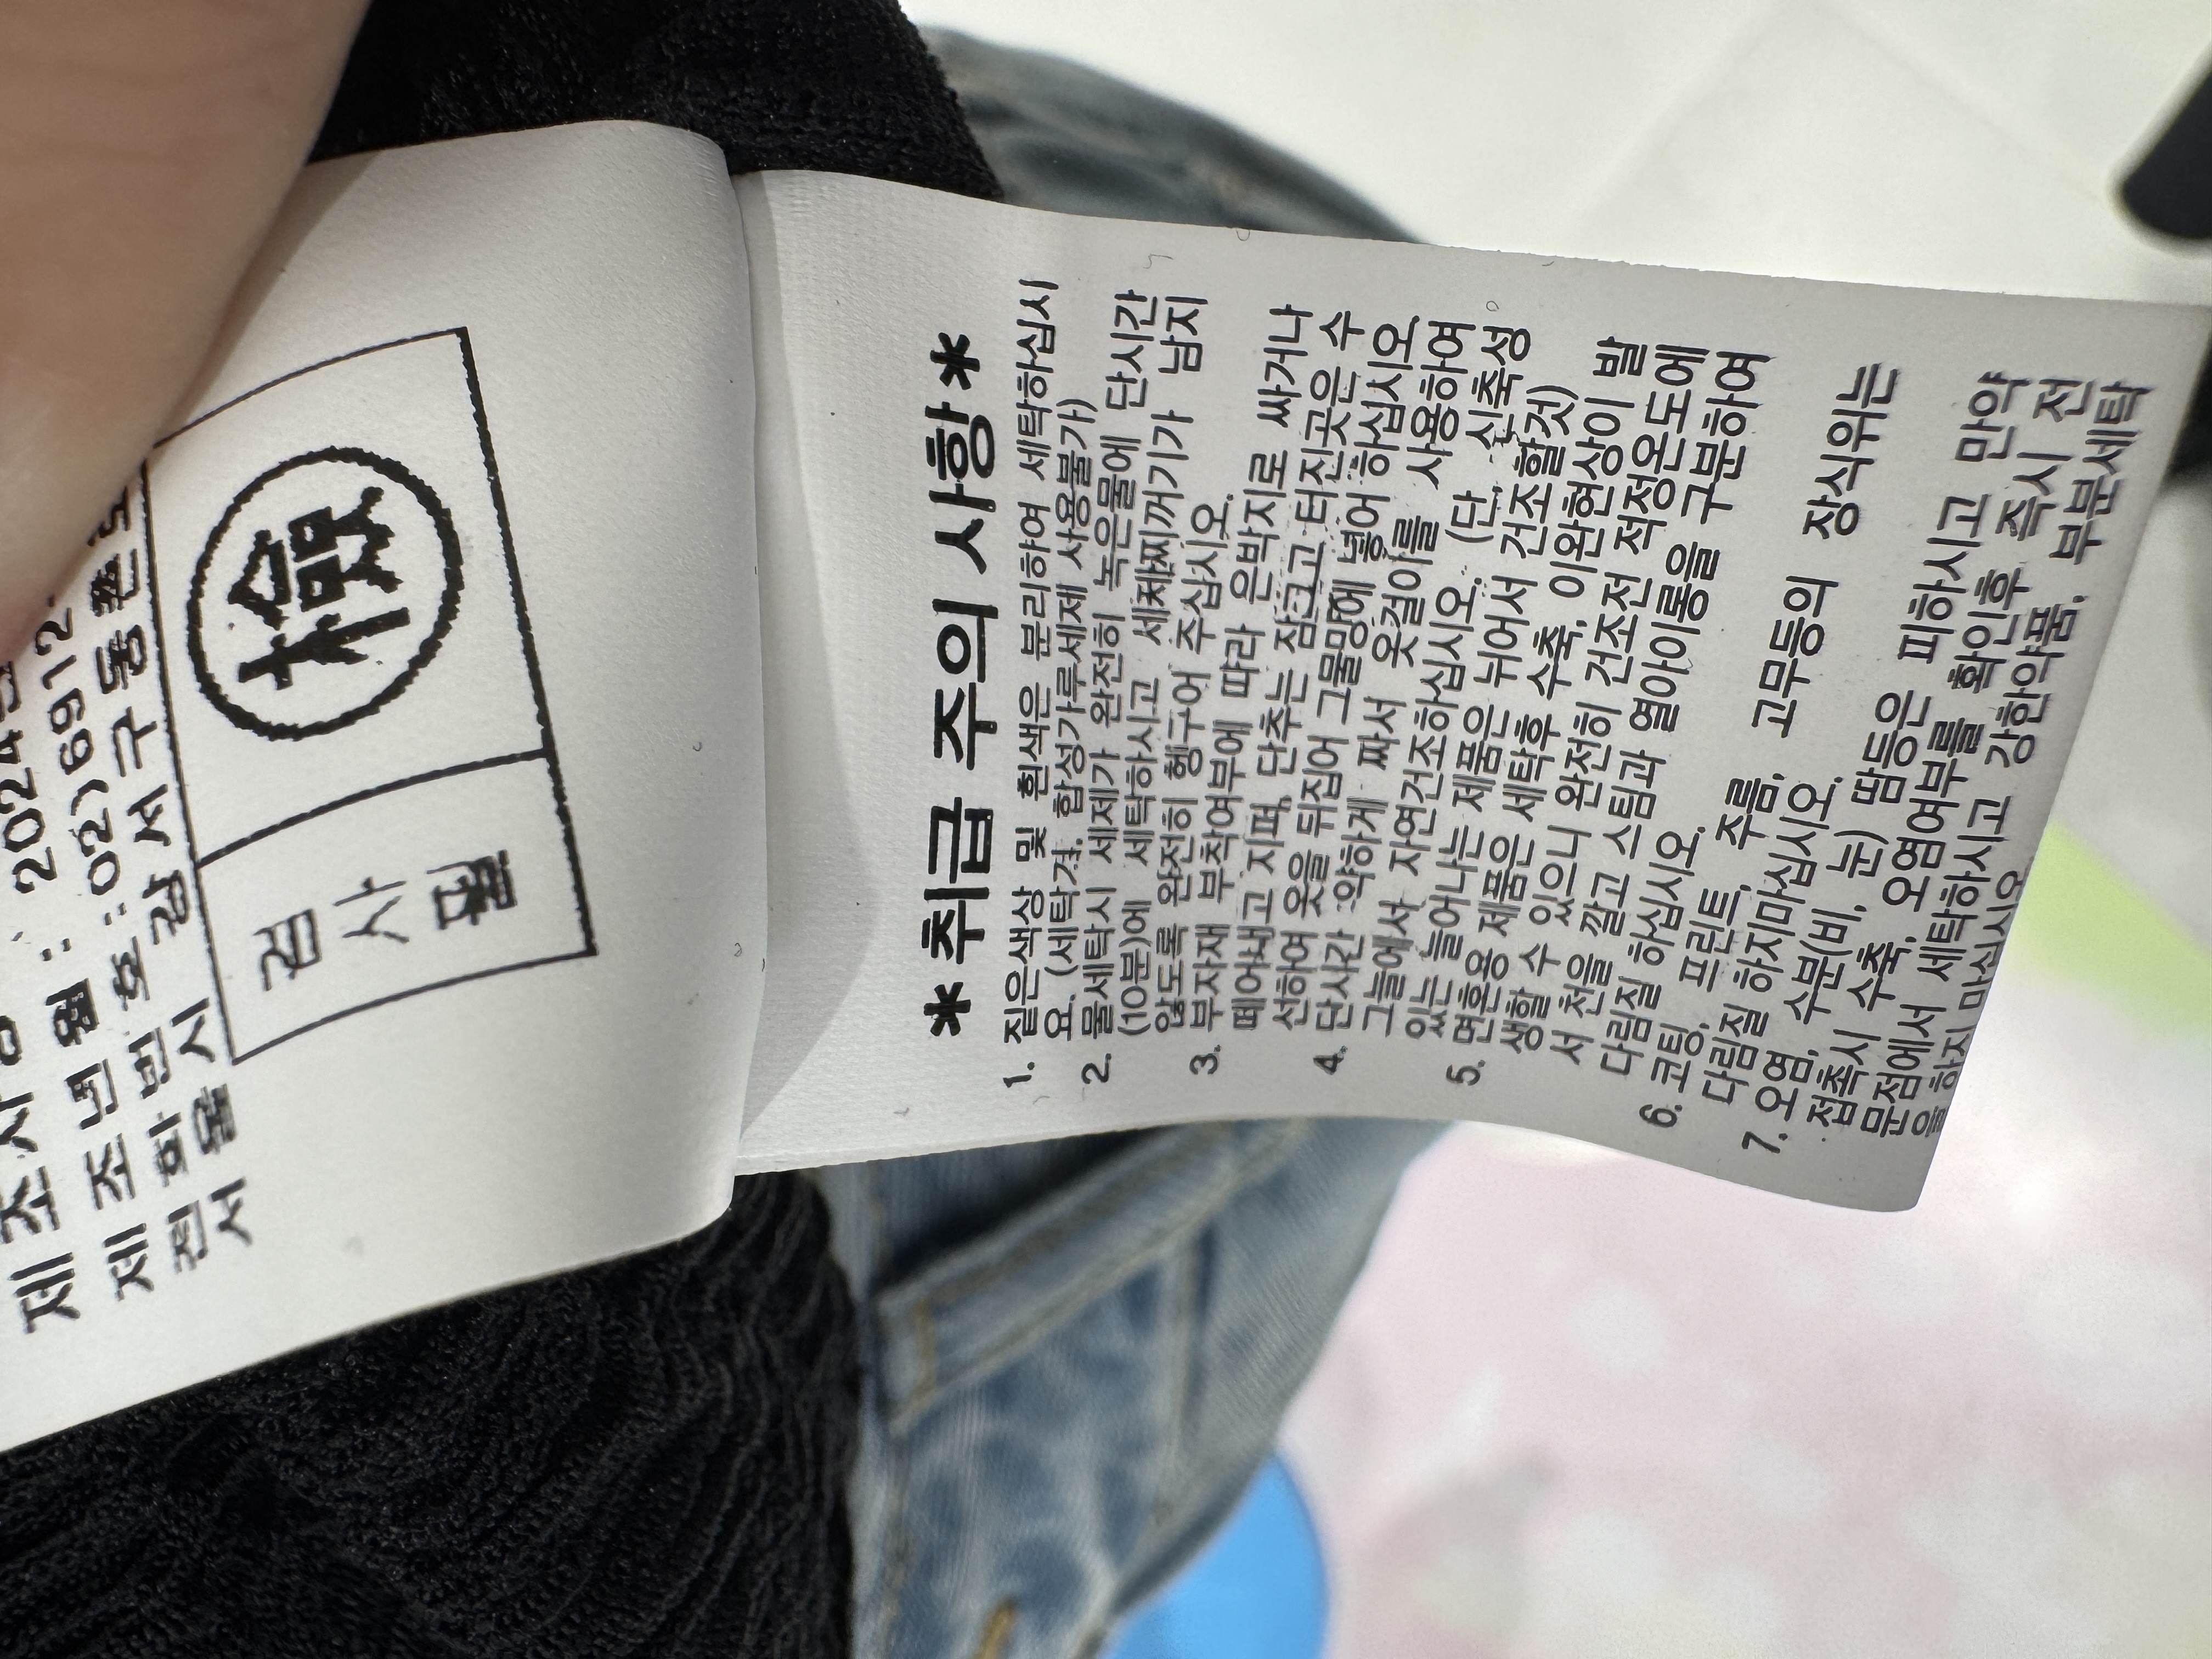 제조년월 : 2024
전화번호 : 02)6912-
서울시 강서구 등촌
검사필
檢
*취급 주의 사항*
1. 짙은색상 및 흰색은 분리하여 세탁하십시
요. (세탁기. 합성가루세제 사용불가)
2. 물세탁시 세제가 완전히 녹은물에 단시간
(10분)에 세탁하시고 세제찌꺼기가 남지
않도록 완전히 헹구어 주십시오.
3. 부자재 부착여부에 따라 은박지로 싸거나
떼어내고 지퍼, 단추는 잠그고 터진곳은 수
선하여 옷을 뒤집어 그물망에 넣어 하십시오
4. 단시간 약하게 짜서 옷걸이를 사용하여
그늘에서 자연건조하십시오. (단, 신축성
있는 늘어나는 제품은 뉘어서 건조할것)
5. 면혼용 제품은 세탁후 수축, 이완현상이 발
생할 수 있으니 완전히 건조전 적정온도에
서 천을 깔고 스팀과 열아이롱을 구분하여
다림질 하십시오.
6. 코팅, 프린트, 주름, 고무등의 장식위는
다림질 하지마십시오.
7. 오염, 수분(비, 눈) 땀등은 피하시고 만약
접촉시 수축, 오염여부를 확인후 즉시 전
문점에서 세탁하시고 강한약품, 부분세탁
을 하지 마십시오